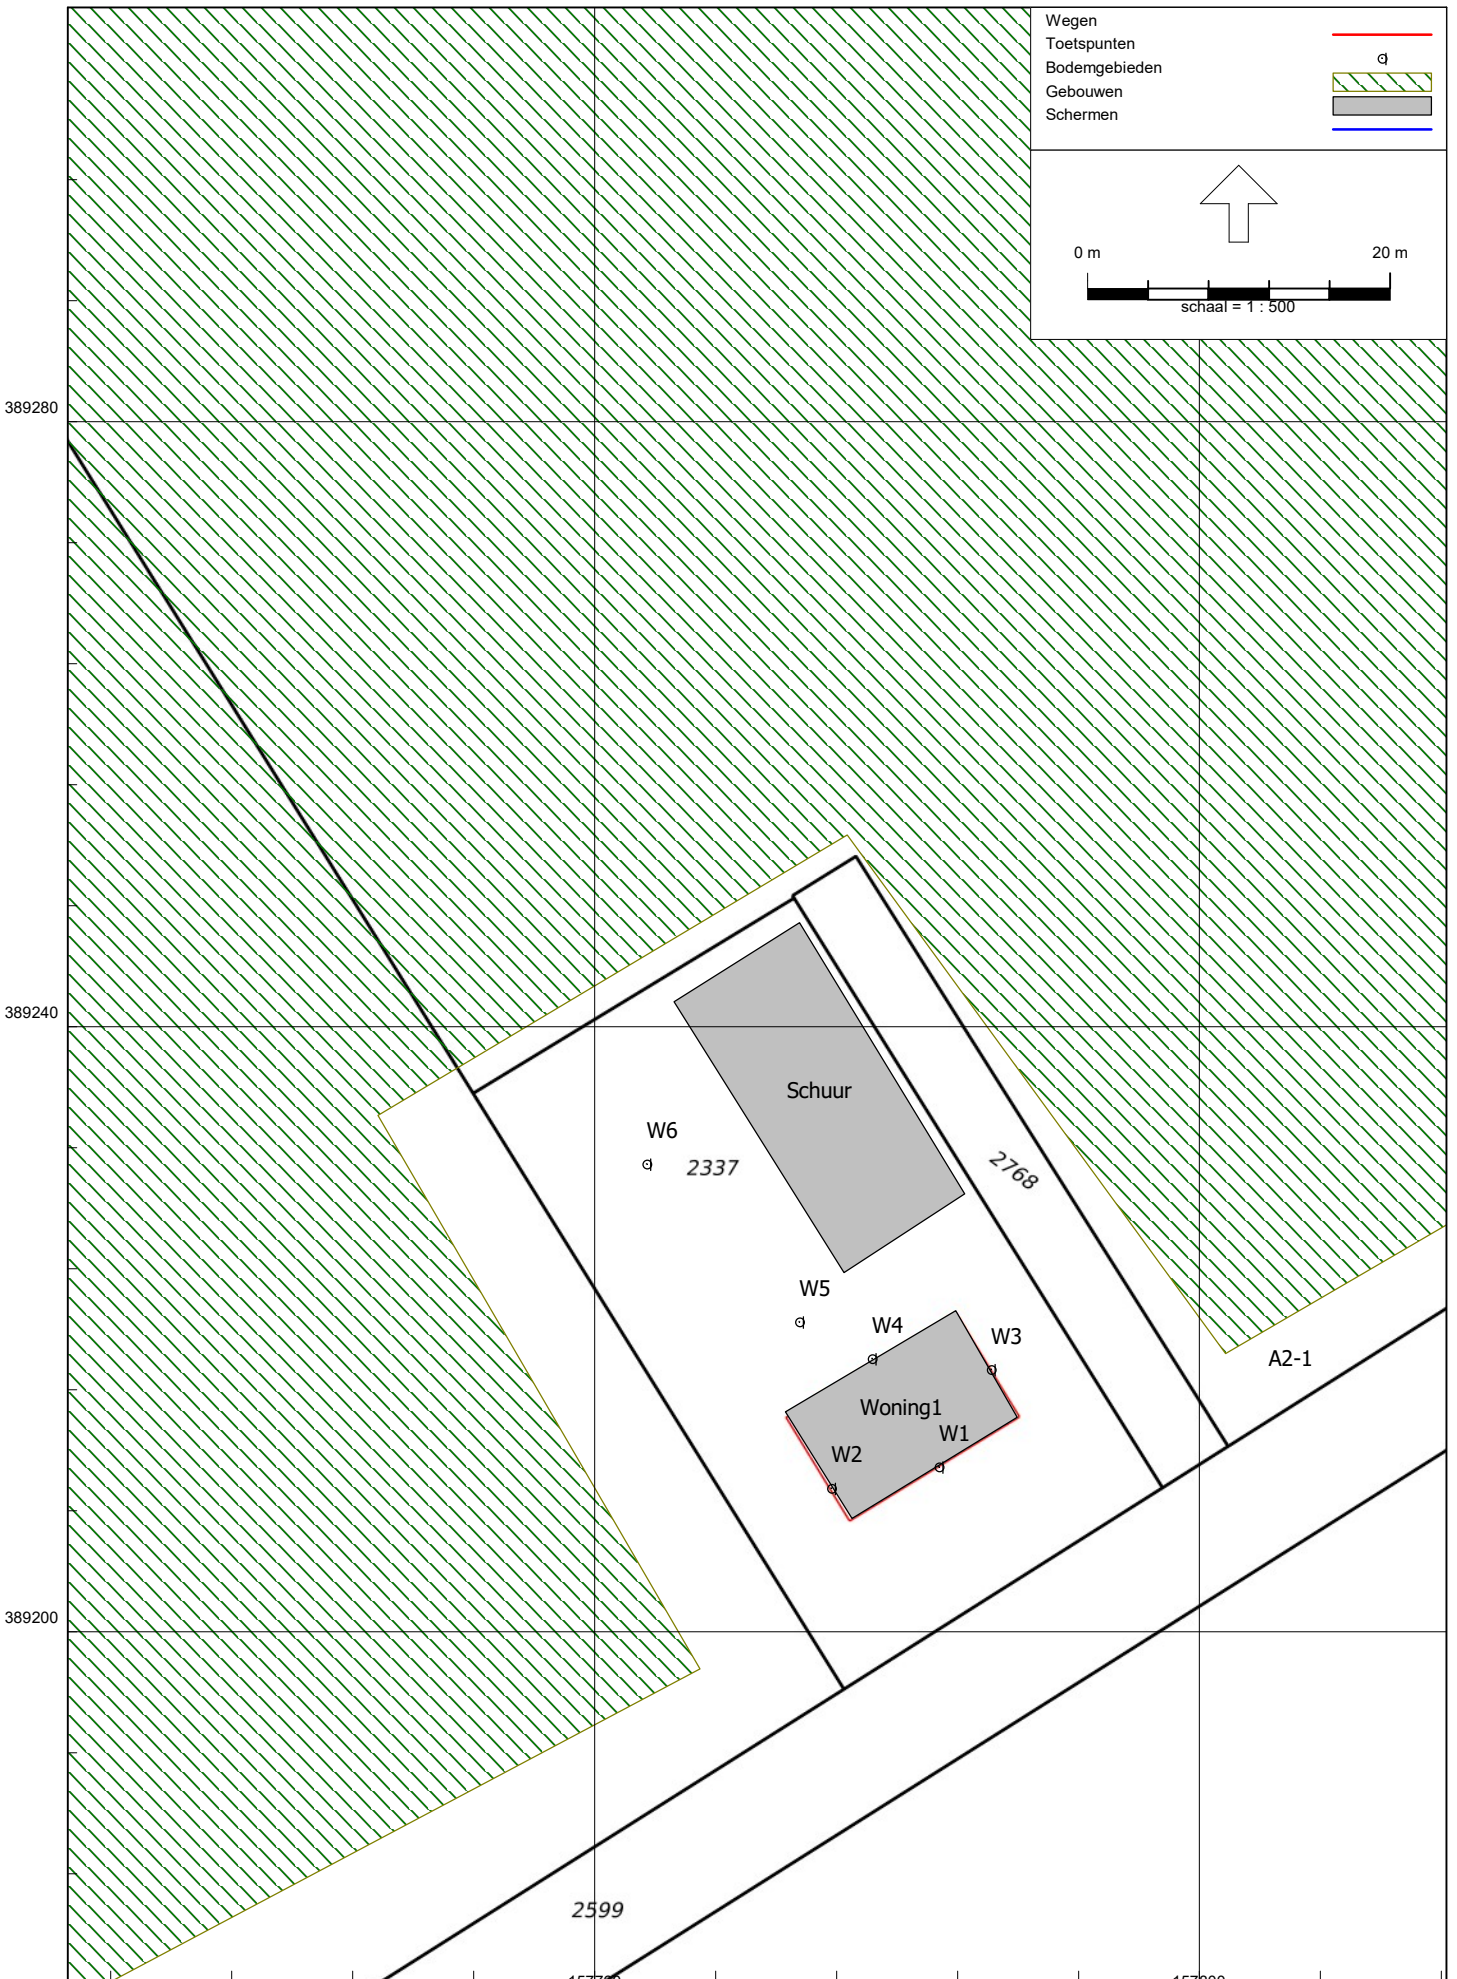 Wegen
Toetspunten
Bodemgebieden
Gebouwen
Schermen
0 m 20 m
schaal = 1 : 500
389280
389240
Schuur
W6
2337
2768
W5
W4
W3
A2-1
Woning1
W1
W2
389200
2599